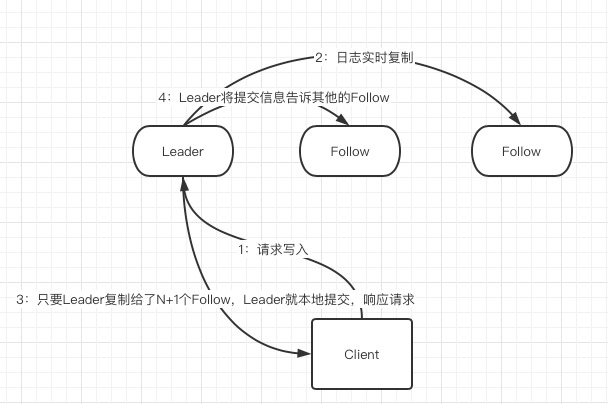 2：日志实时复制
4：Leader将提交信息告诉其他的Follow
Leader
Follow
Follow
1：请求写入
3：只要Leader复制给了N+1个Follow，Leader就本地提交，响应请求
Client